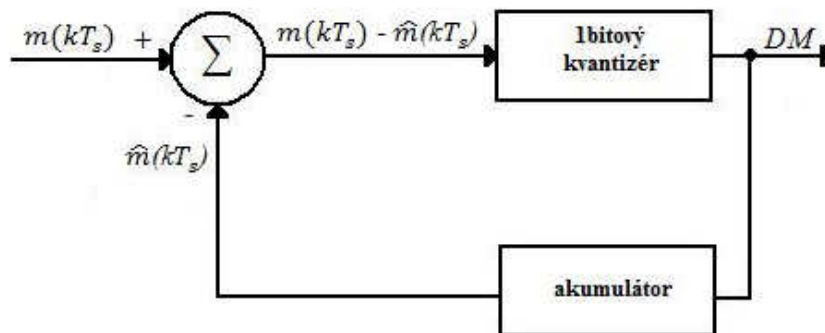 m(kTₛ) +
∑
m(kTₛ) - m̂(kTₛ)
1bitový
kvantizér
DM
-
m̂(kTₛ)
akumulátor